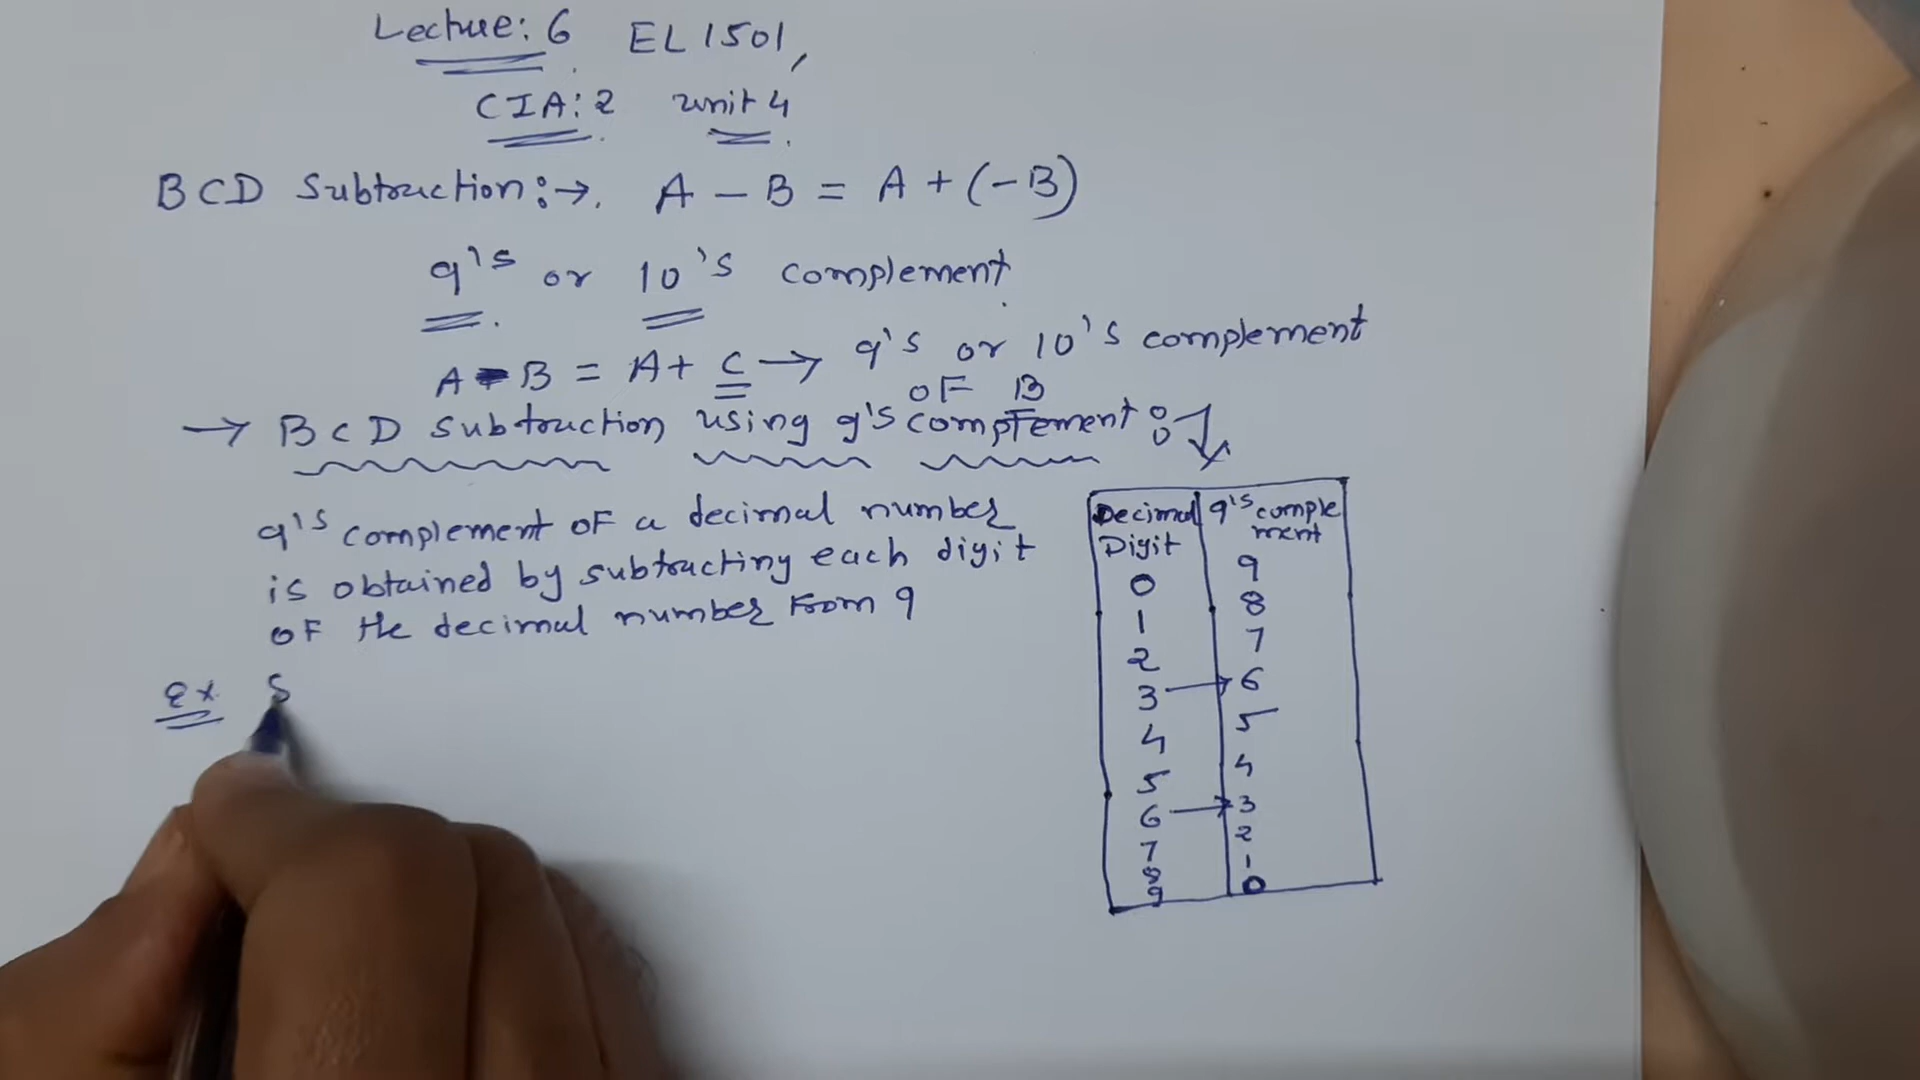 Lecture: 6 EL1501,
CIA: 2 unit 4
BCD Subtraction :→. A - B = A + (-B)
9's or 10's complement
A - B = A + C → 9's or 10's complement
OF B
→ BCD subtraction using 9's complement :↓
9's complement OF a decimal number
is obtained by subtracting each digit
OF the decimal number From 9
Ex S
Decimal Digit 9's comple ment
0 9
1 8
2 7
3 → 6
4 5
5 4
6 → 3
7 2
8 1
9 0